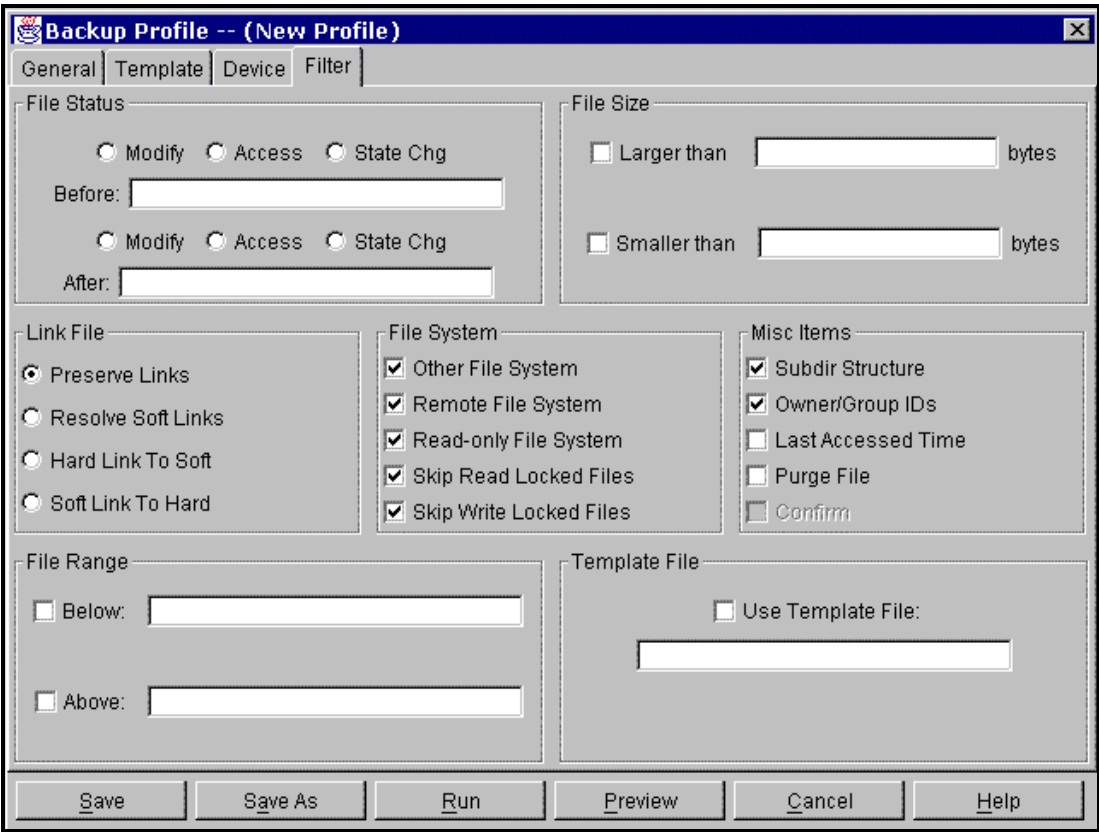 Backup Profile -- (New Profile)
General Template Device Filter
File Status
Modify Access State Chg
Before:
Modify Access State Chg
After:
File Size
Larger than bytes
Smaller than bytes
Link File
Preserve Links
Resolve Soft Links
Hard Link To Soft
Soft Link To Hard
File System
Other File System
Remote File System
Read-only File System
Skip Read Locked Files
Skip Write Locked Files
Misc Items
Subdir Structure
Owner/Group IDs
Last Accessed Time
Purge File
Confirm
File Range
Below:
Above:
Template File
Use Template File:
Save Save As Run Preview Cancel Help